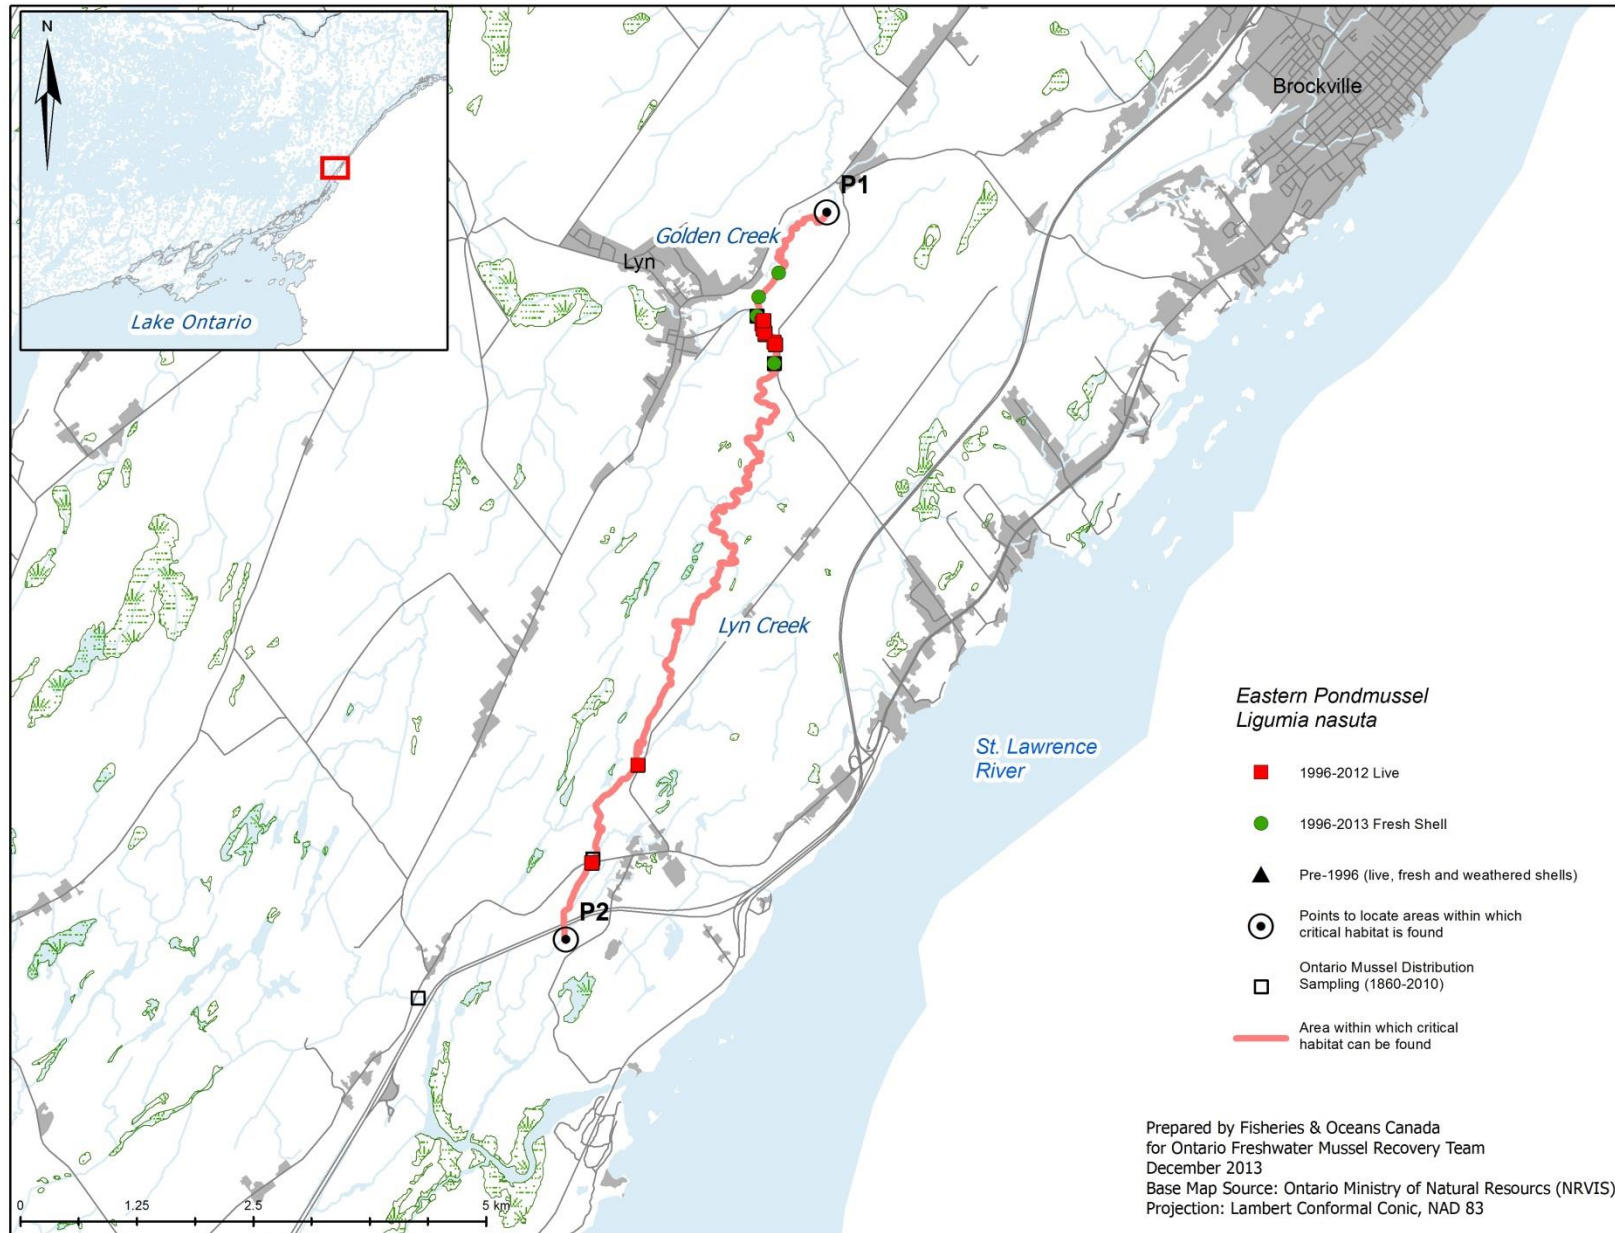 N
Lake Ontario
Brockville
P1
Golden Creek
Lyn
Lyn Creek
St. Lawrence
River
P2
Eastern Pondmussel
Ligumia nasuta
1996-2012 Live
1996-2013 Fresh Shell
Pre-1996 (live, fresh and weathered shells)
Points to locate areas within which
critical habitat is found
Ontario Mussel Distribution
Sampling (1860-2010)
Area within which critical
habitat can be found
Prepared by Fisheries & Oceans Canada
for Ontario Freshwater Mussel Recovery Team
December 2013
Base Map Source: Ontario Ministry of Natural Resourcs (NRVIS)
Projection: Lambert Conformal Conic, NAD 83
0 1.25 2.5 5 km